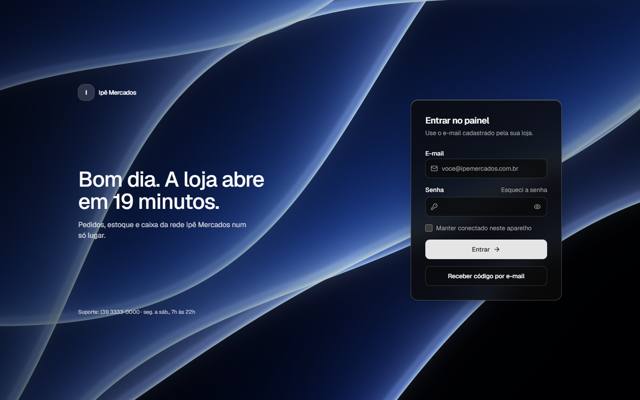 I
Ipê Mercados
Bom dia. A loja abre
em 19 minutos.
Pedidos, estoque e caixa da rede Ipê Mercados num
só lugar.
Suporte: (31) 3333-0000 · seg. a sáb., 7h às 22h
Entrar no painel
Use o e-mail cadastrado pela sua loja.
E-mail
voce@ipemercados.com.br
Senha
Esqueci a senha
Manter conectado neste aparelho
Entrar →
Receber código por e-mail